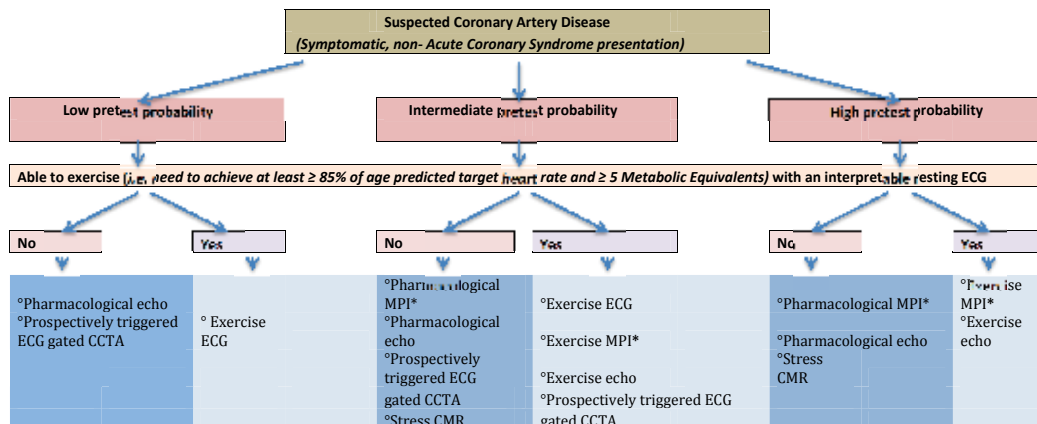 Suspected Coronary Artery Disease
(Symptomatic, non- Acute Coronary Syndrome presentation)
Low pretest probability
Intermediate pretest probability
High pretest probability
Able to exercise (i.e. need to achieve at least ≥ 85% of age predicted target heart rate and ≥ 5 Metabolic Equivalents) with an interpretable resting ECG
No
Yes
No
Yes
No
Yes
°Pharmacological echo
°Prospectively triggered
ECG gated CCTA
° Exercise
ECG
°Pharmacological
MPI*
°Pharmacological
echo
°Prospectively
triggered ECG
gated CCTA
°Stress CMR
°Exercise ECG
°Exercise MPI*
°Exercise echo
°Prospectively triggered ECG
gated CCTA
°Pharmacological MPI*
°Pharmacological echo
°Stress
CMR
°Exercise
MPI*
°Exercise
echo